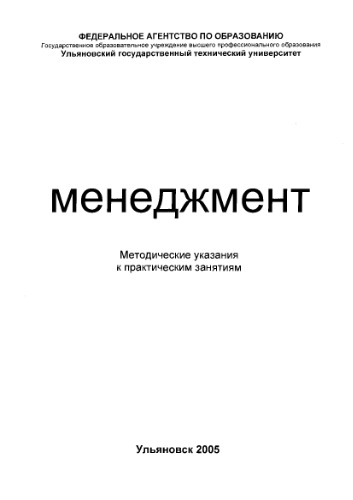 ФЕДЕРАЛЬНОЕ АГЕНТСТВО ПО ОБРАЗОВАНИЮ
Государственное образовательное учреждение высшего профессионального образования
Ульяновский государственный технический университет
менеджмент
Методические указания
к практическим занятиям
Ульяновск 2005